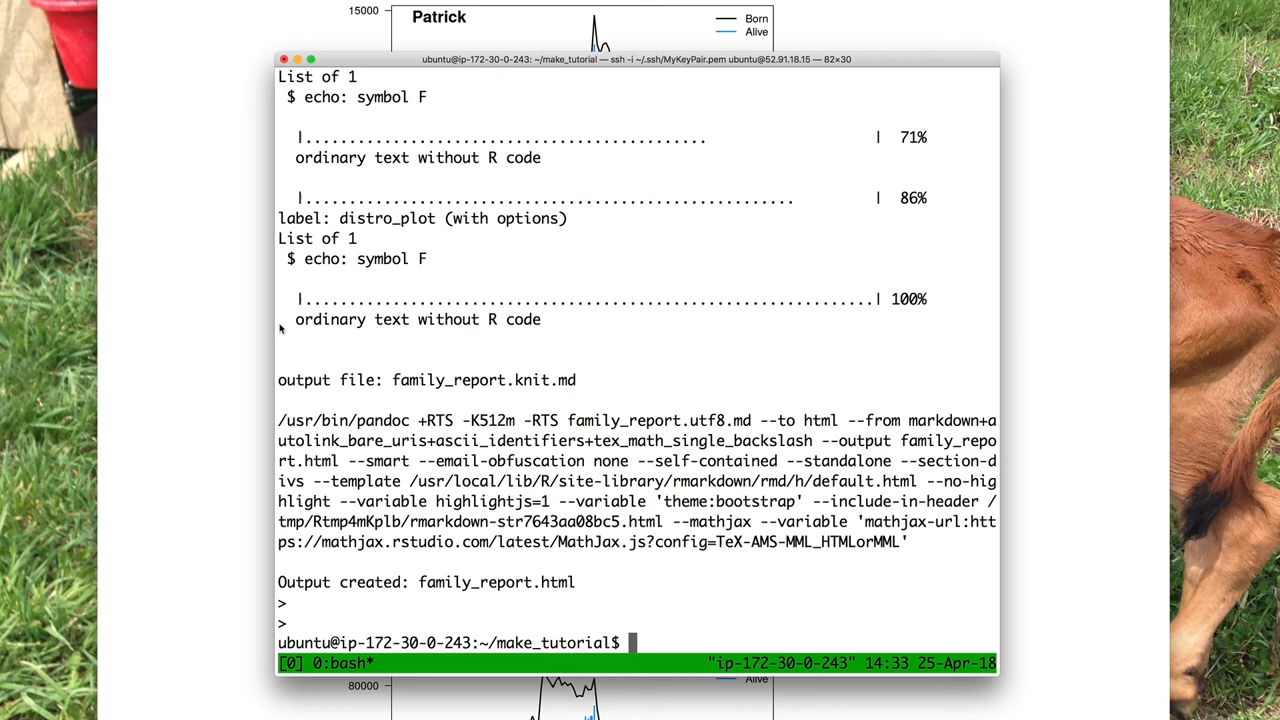 15000
Patrick
Born
Alive
ubuntu@ip-172-30-0-243: ~/make_tutorial — ssh -i ~/.ssh/MyKeyPair.pem ubuntu@52.91.18.15 — 82×30
List of 1
$ echo: symbol F
|.............................................. | 71%
ordinary text without R code
|........................................................ | 86%
label: distro_plot (with options)
List of 1
$ echo: symbol F
|.................................................................| 100%
ordinary text without R code
output file: family_report.knit.md
/usr/bin/pandoc +RTS -K512m -RTS family_report.utf8.md --to html --from markdown+a
utolink_bare_uris+ascii_identifiers+tex_math_single_backslash --output family_repo
rt.html --smart --email-obfuscation none --self-contained --standalone --section-d
ivs --template /usr/local/lib/R/site-library/rmarkdown/rmd/h/default.html --no-hig
hlight --variable highlightjs=1 --variable 'theme:bootstrap' --include-in-header /
tmp/Rtmp4mKplb/rmarkdown-str7643aa08bc5.html --mathjax --variable 'mathjax-url:htt
ps://mathjax.rstudio.com/latest/MathJax.js?config=TeX-AMS-MML_HTMLorMML'
Output created: family_report.html
>
>
ubuntu@ip-172-30-0-243:~/make_tutorial$
[0] 0:bash* "ip-172-30-0-243" 14:33 25-Apr-18
80000
Alive